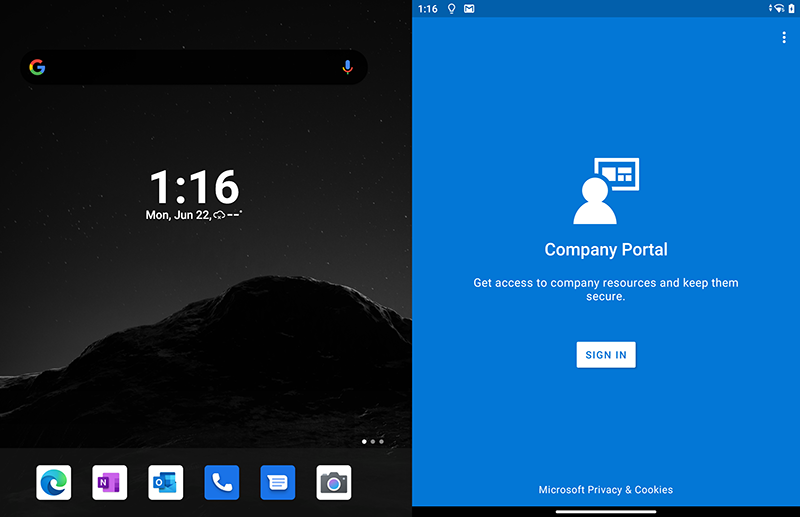 1:16
Mon, Jun 22, --°
1:16
Company Portal
Get access to company resources and keep them
secure.
SIGN IN
Microsoft Privacy & Cookies